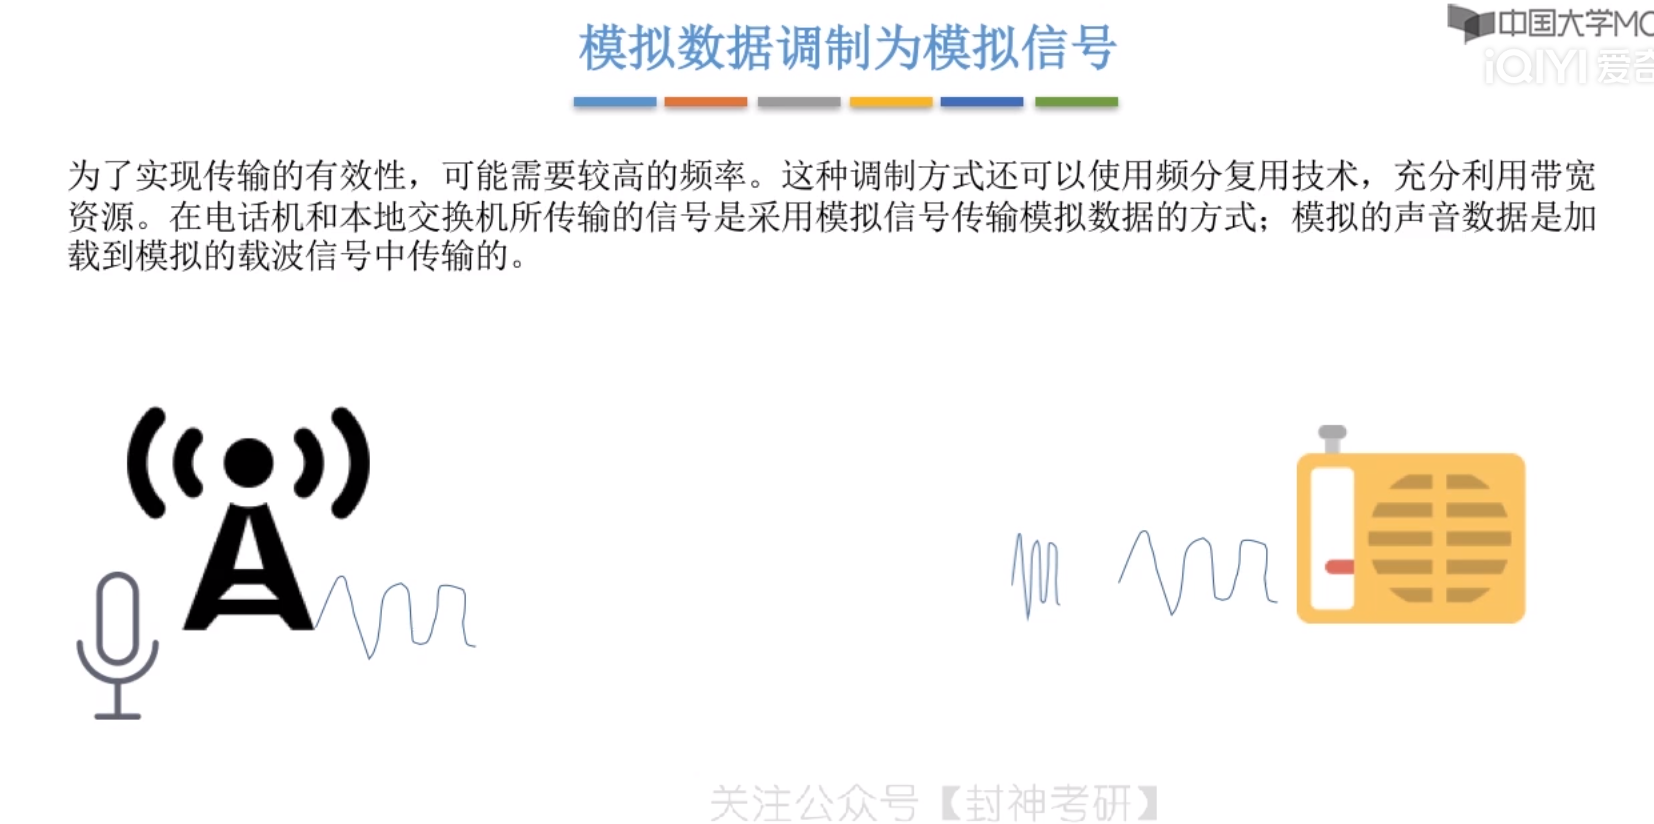 中国大学MO
iQIYI 爱奇
模拟数据调制为模拟信号
为了实现传输的有效性，可能需要较高的频率。这种调制方式还可以使用频分复用技术，充分利用带宽
资源。在电话机和本地交换机所传输的信号是采用模拟信号传输模拟数据的方式；模拟的声音数据是加
载到模拟的载波信号中传输的。
关注公众号【封神考研】